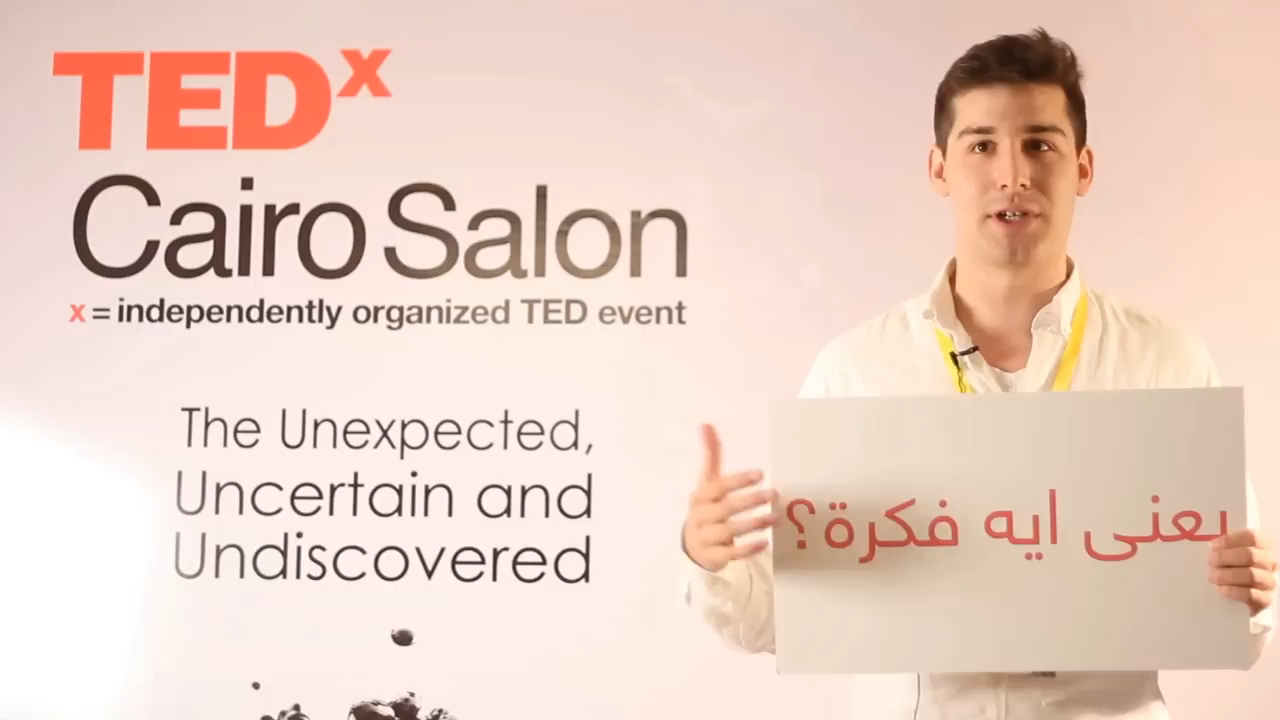 TEDx
Cairo Salon
x = independently organized TED event
The Unexpected,
Uncertain and
Undiscovered
يعنى ايه فكرة؟